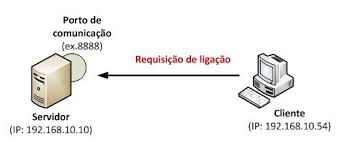 Porto de
comunicação
(ex.8888)
Requisição de ligação
Servidor
(IP: 192.168.10.10)
Cliente
(IP: 192.168.10.54)